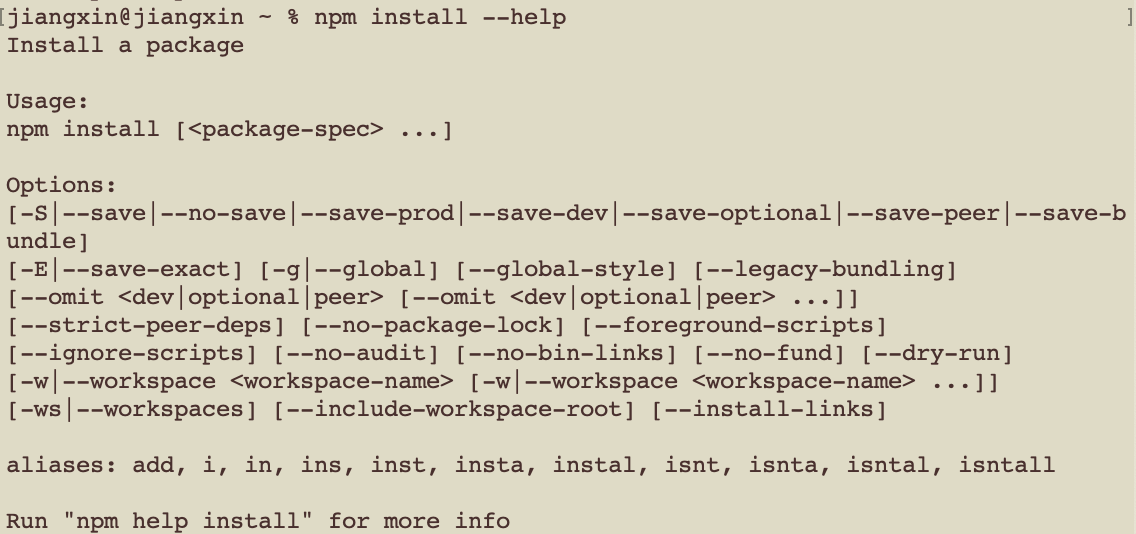 [jiangxin@jiangxin ~ % npm install --help ]
Install a package
Usage:
npm install [<package-spec> ...]
Options:
[-S|--save|--no-save|--save-prod|--save-dev|--save-optional|--save-peer|--save-b
undle]
[-E|--save-exact] [-g|--global] [--global-style] [--legacy-bundling]
[--omit <dev|optional|peer> [--omit <dev|optional|peer> ...]]
[--strict-peer-deps] [--no-package-lock] [--foreground-scripts]
[--ignore-scripts] [--no-audit] [--no-bin-links] [--no-fund] [--dry-run]
[-w|--workspace <workspace-name> [-w|--workspace <workspace-name> ...]]
[-ws|--workspaces] [--include-workspace-root] [--install-links]
aliases: add, i, in, ins, inst, insta, instal, isnt, isnta, isntal, isntall
Run "npm help install" for more info